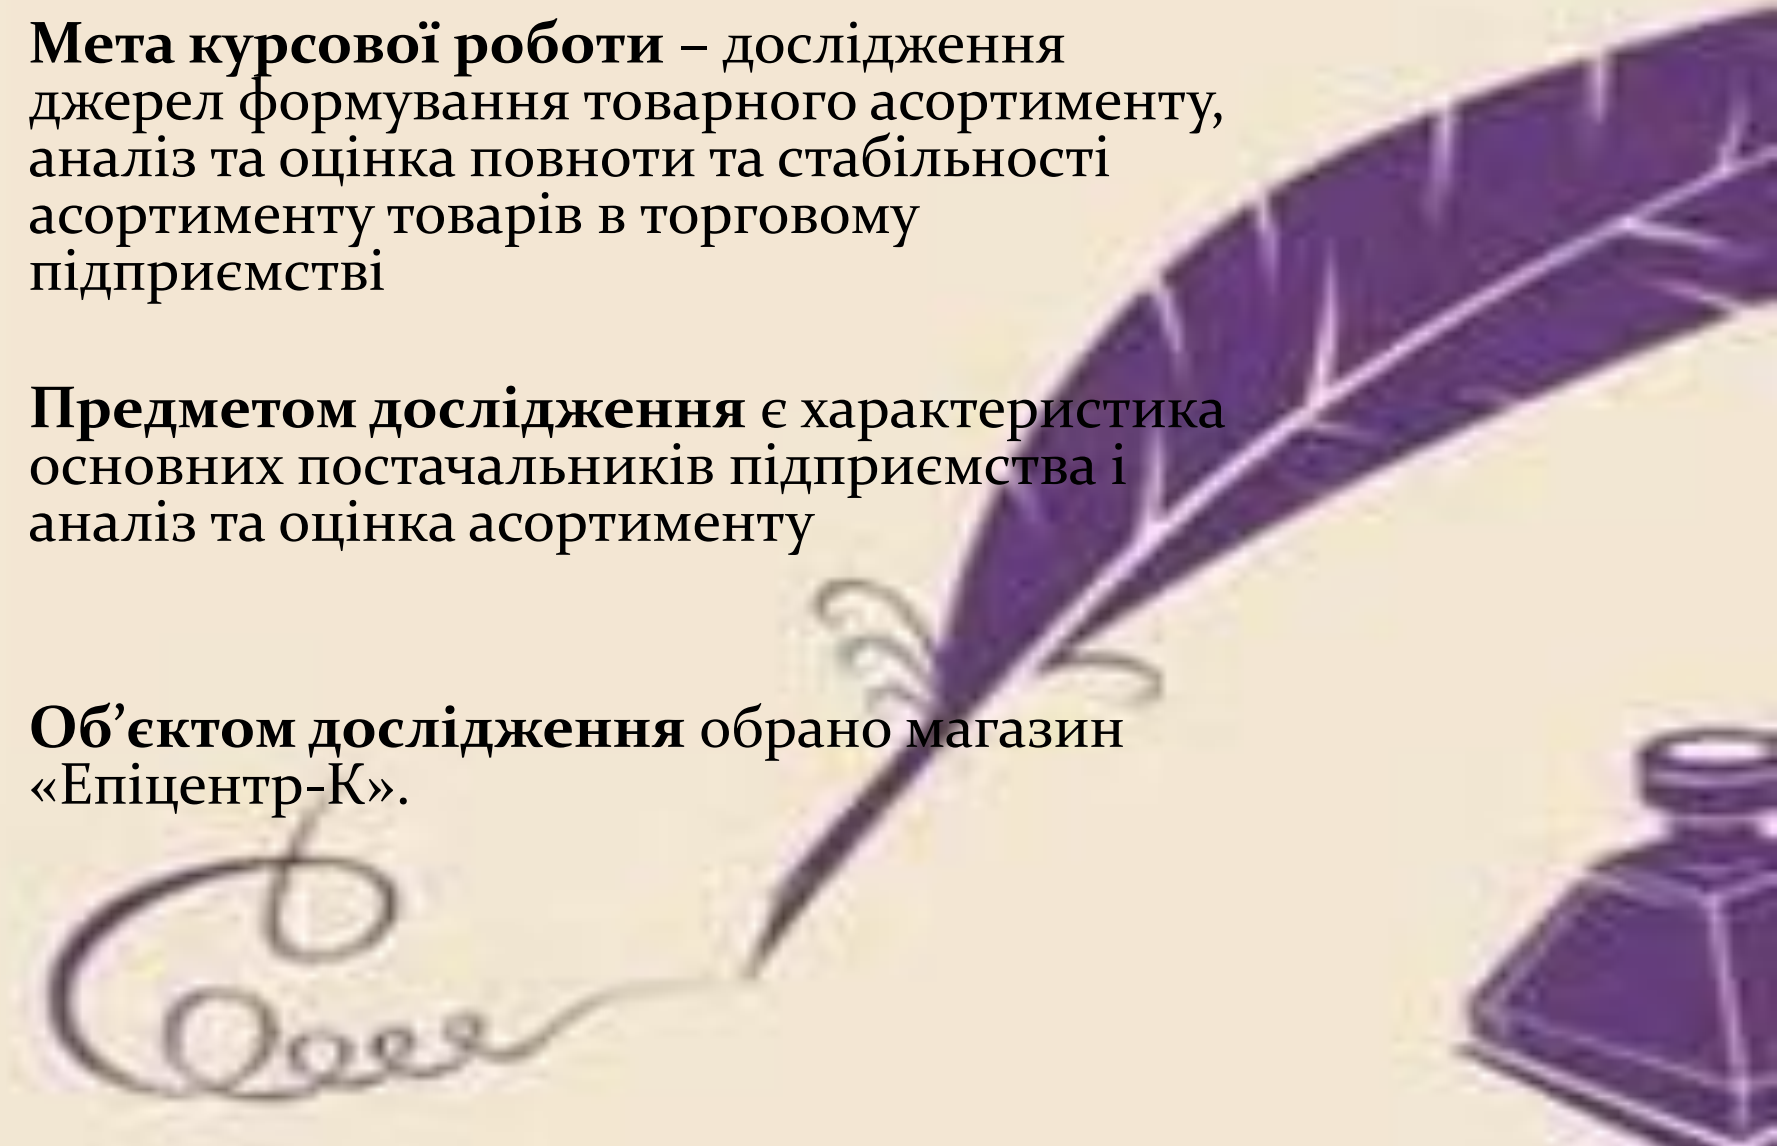 Мета курсової роботи – дослідження
джерел формування товарного асортименту,
аналіз та оцінка повноти та стабільності
асортименту товарів в торговому
підприємстві
Предметом дослідження є характеристика
основних постачальників підприємства і
аналіз та оцінка асортименту
Об’єктом дослідження обрано магазин
«Епіцентр-К».